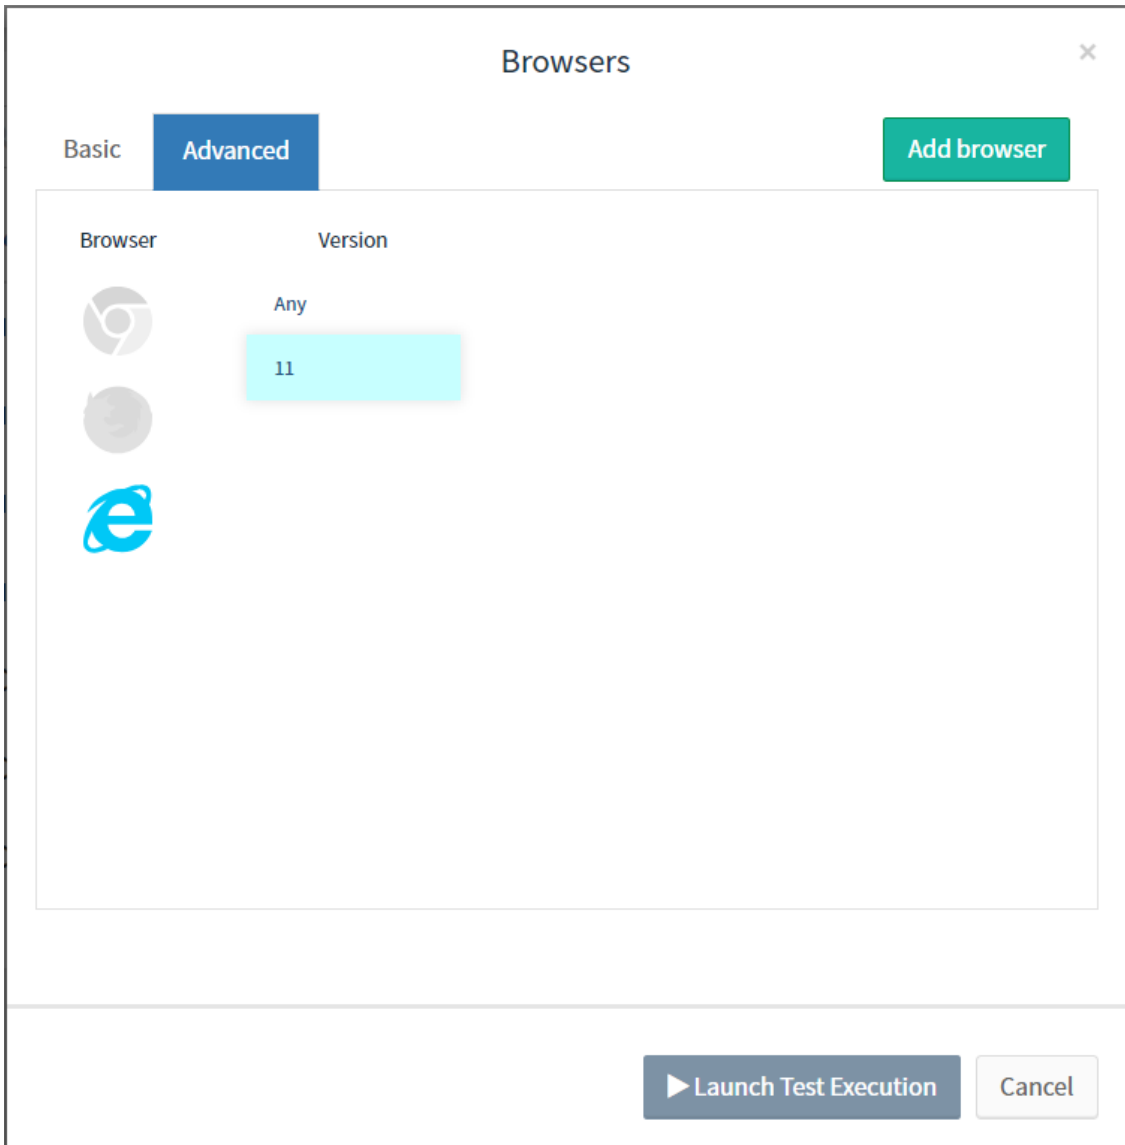 Browsers
×
Basic
Advanced
Add browser
Browser
Version
Any
11
Launch Test Execution
Cancel